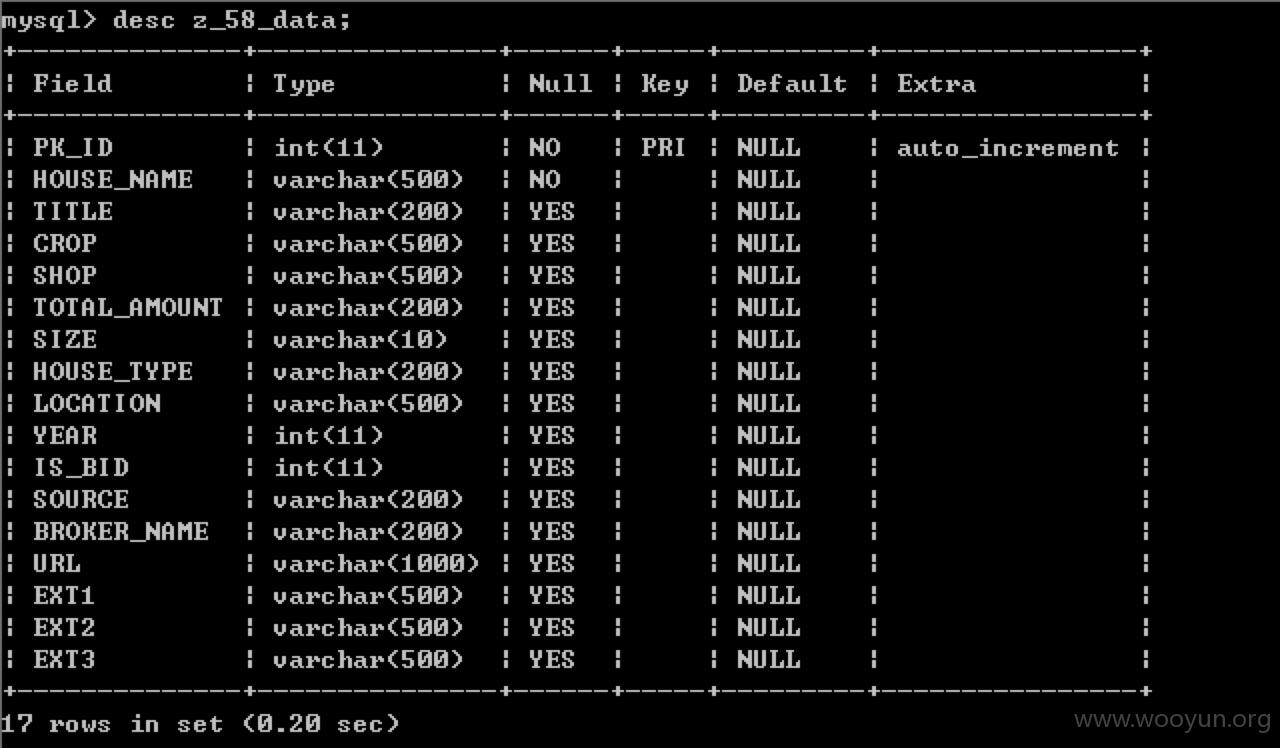 mysql> desc z_58_data;
+--------------+---------------+------+-----+---------+----------------+
| Field        | Type          | Null | Key | Default | Extra          |
+--------------+---------------+------+-----+---------+----------------+
| PK_ID        | int(11)       | NO   | PRI | NULL    | auto_increment |
| HOUSE_NAME   | varchar(500)  | NO   |     | NULL    |                |
| TITLE        | varchar(200)  | YES  |     | NULL    |                |
| CROP         | varchar(500)  | YES  |     | NULL    |                |
| SHOP         | varchar(500)  | YES  |     | NULL    |                |
| TOTAL_AMOUNT | varchar(200)  | YES  |     | NULL    |                |
| SIZE         | varchar(10)   | YES  |     | NULL    |                |
| HOUSE_TYPE   | varchar(200)  | YES  |     | NULL    |                |
| LOCATION     | varchar(500)  | YES  |     | NULL    |                |
| YEAR         | int(11)       | YES  |     | NULL    |                |
| IS_BID       | int(11)       | YES  |     | NULL    |                |
| SOURCE       | varchar(200)  | YES  |     | NULL    |                |
| BROKER_NAME  | varchar(200)  | YES  |     | NULL    |                |
| URL          | varchar(1000) | YES  |     | NULL    |                |
| EXT1         | varchar(500)  | YES  |     | NULL    |                |
| EXT2         | varchar(500)  | YES  |     | NULL    |                |
| EXT3         | varchar(500)  | YES  |     | NULL    |                |
+--------------+---------------+------+-----+---------+----------------+
17 rows in set (0.20 sec)
www.wooyun.org